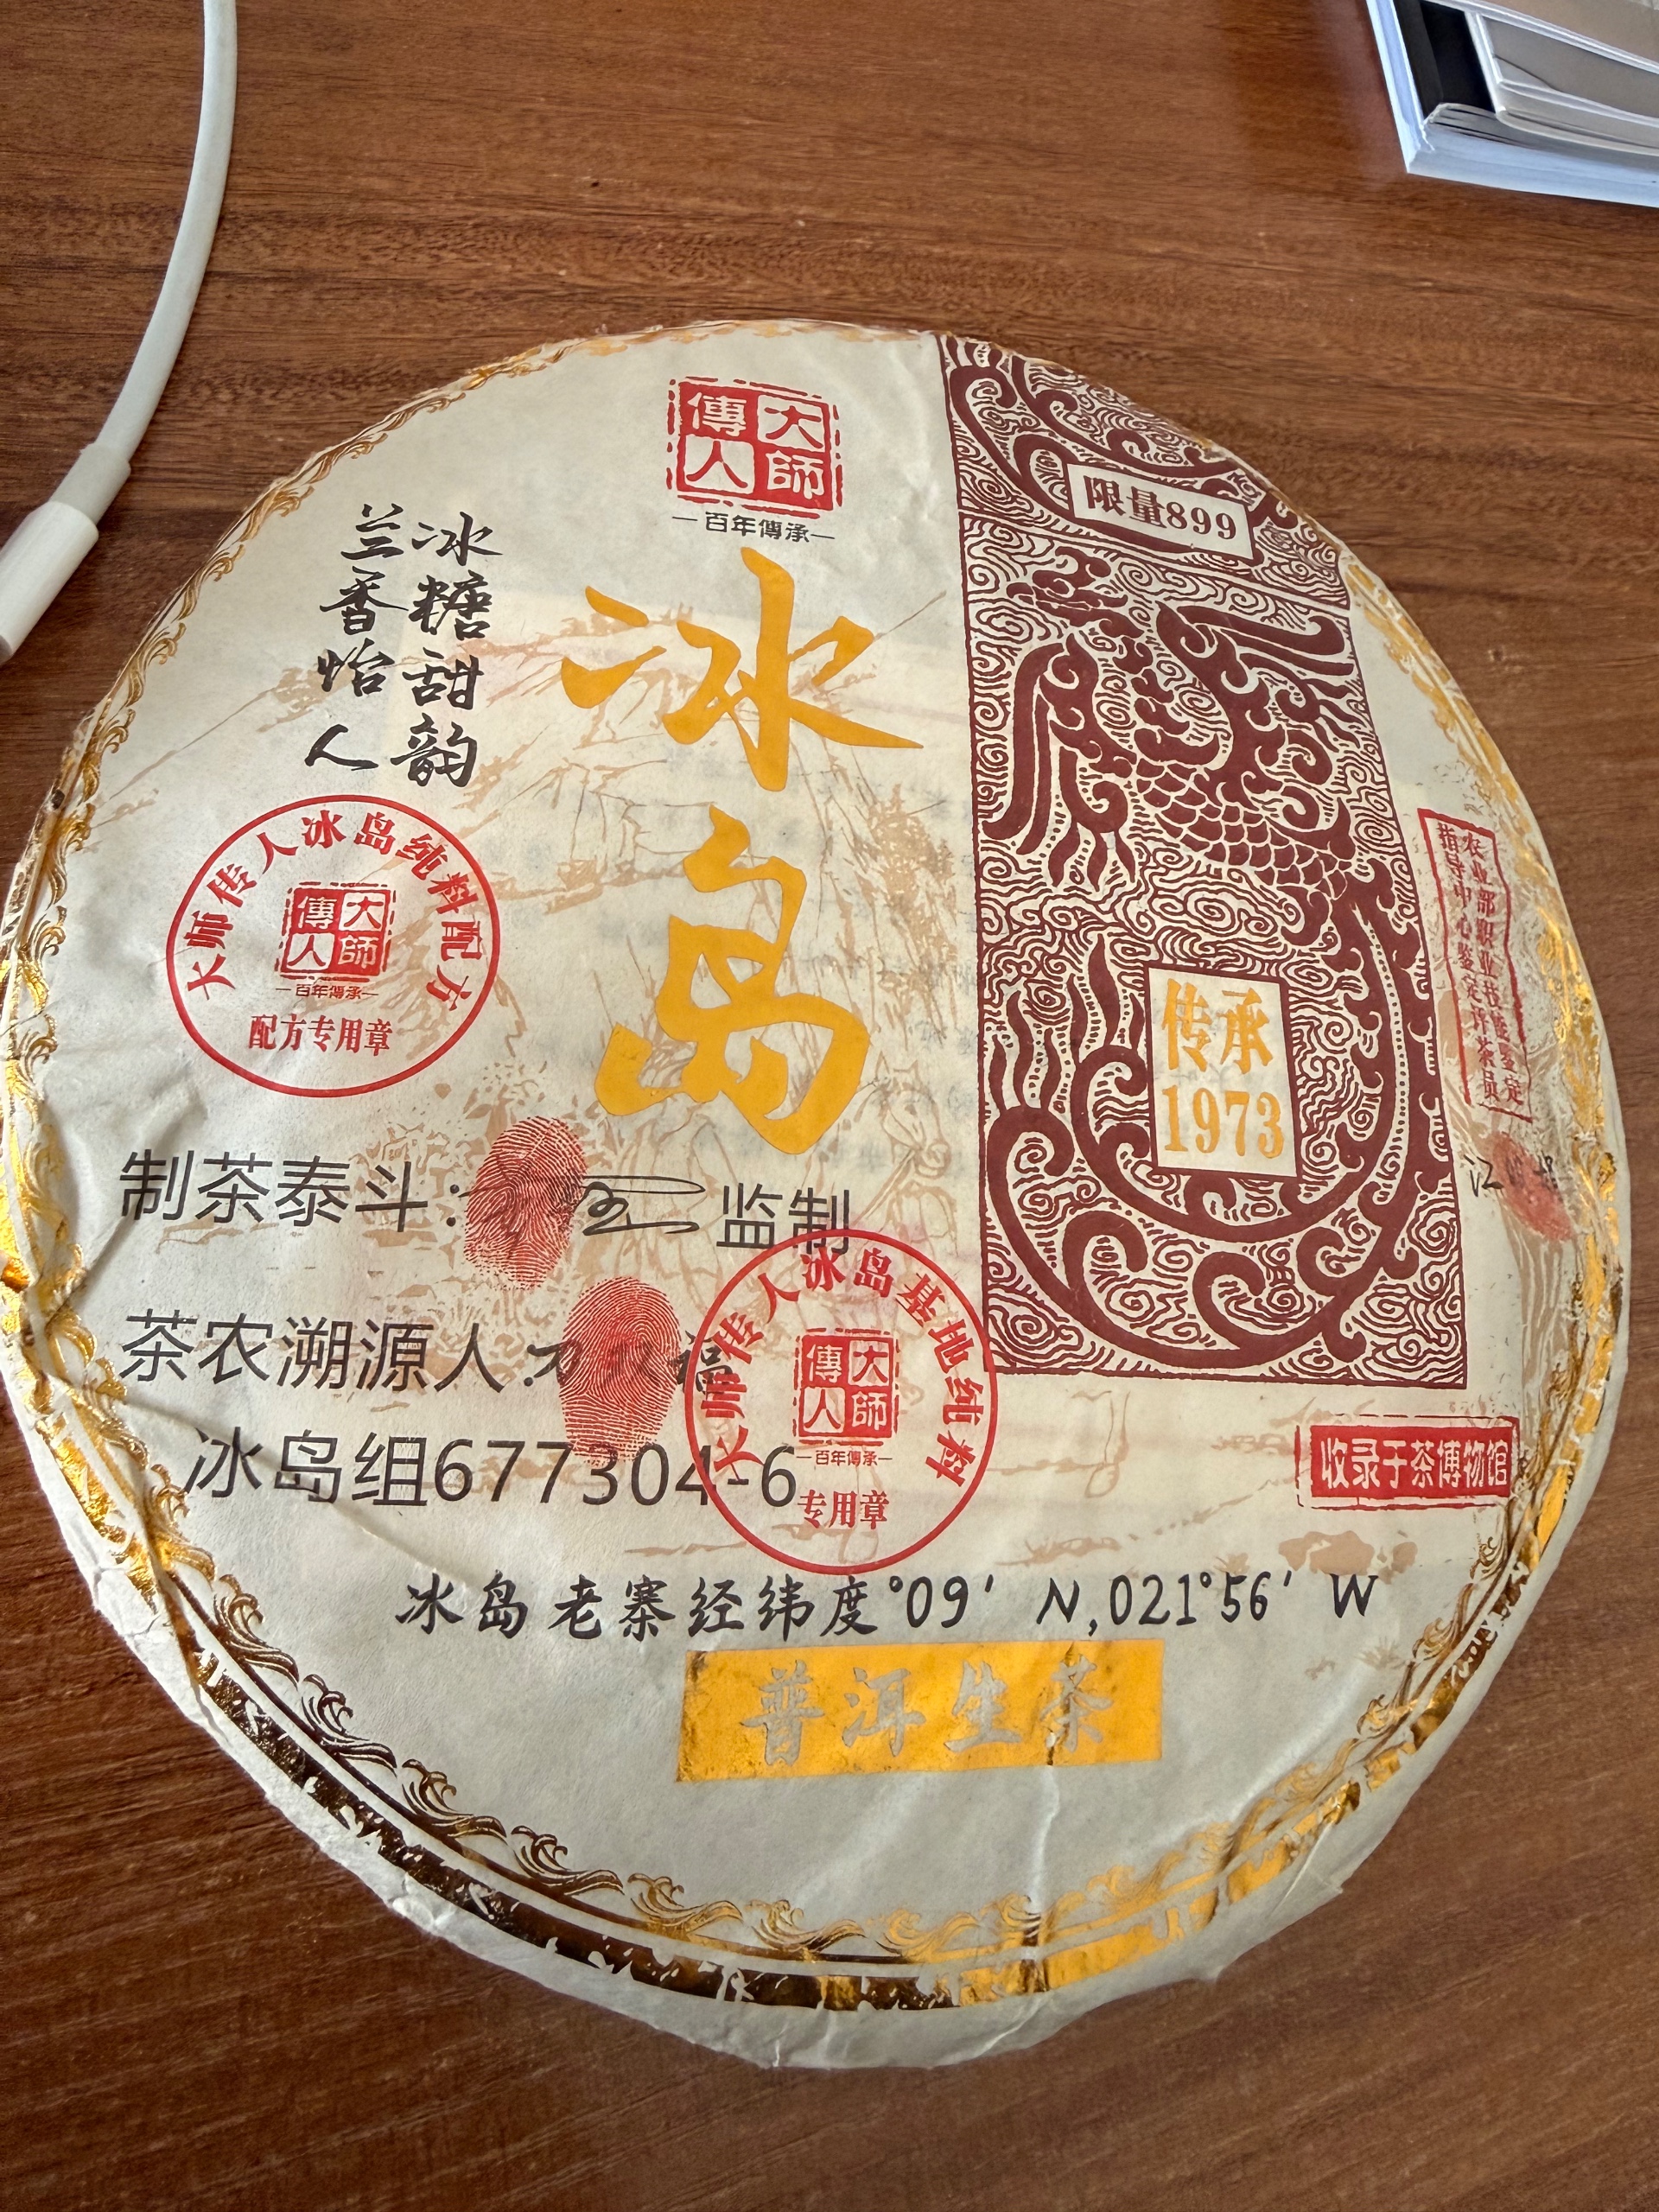 大師傳人
—百年傳承—
限量899
冰糖甜韵
兰香怡人
冰岛
大师传人冰岛纯料配方
大師傳人
—百年傳承—
配方专用章
传承
1973
农业部职业技能鉴定
指导中心鉴定评茶员
制茶泰斗: 监制
茶农溯源人:
冰岛组677304-6
大师传人冰岛基地纯料
大師傳人
—百年傳承—
专用章
收录于茶博物馆
冰岛老寨经纬度°09′ N,021°56′ W
普洱生茶